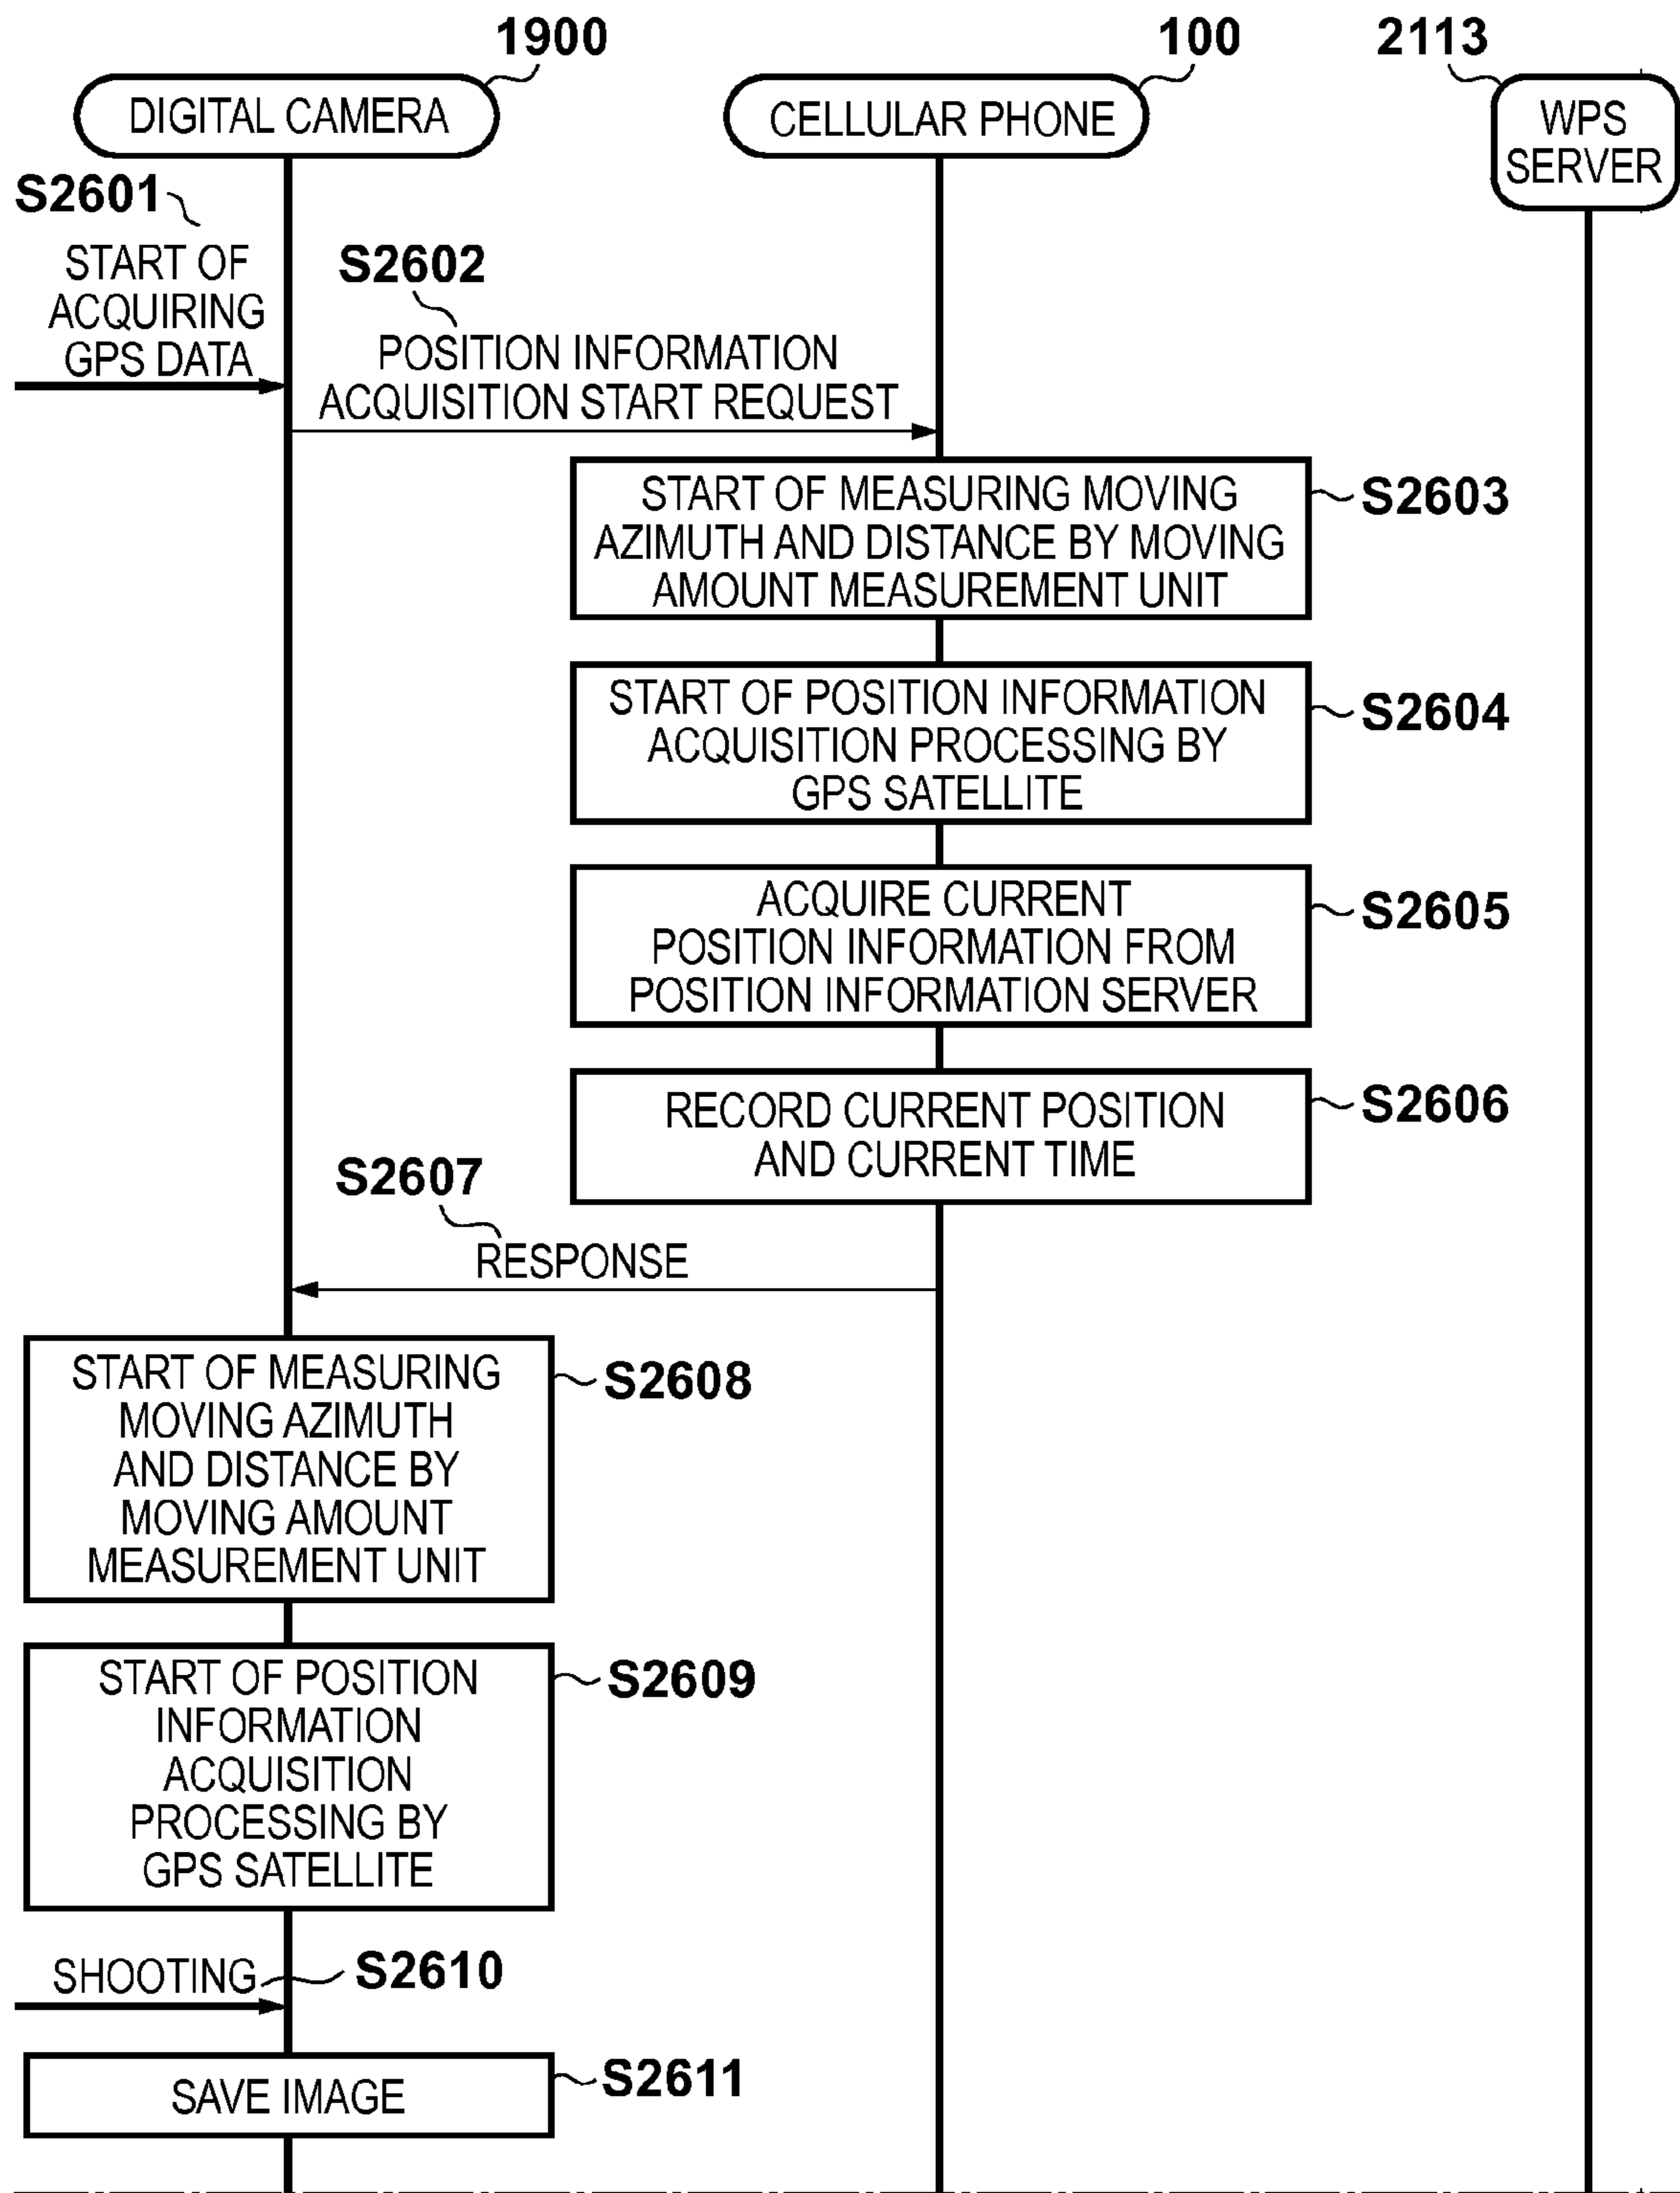 1900
100
2113
DIGITAL CAMERA
CELLULAR PHONE
WPS
SERVER
S2601
START OF
ACQUIRING
GPS DATA
S2602
POSITION INFORMATION
ACQUISITION START REQUEST
START OF MEASURING MOVING
AZIMUTH AND DISTANCE BY MOVING
AMOUNT MEASUREMENT UNIT
S2603
START OF POSITION INFORMATION
ACQUISITION PROCESSING BY
GPS SATELLITE
S2604
ACQUIRE CURRENT
POSITION INFORMATION FROM
POSITION INFORMATION SERVER
S2605
RECORD CURRENT POSITION
AND CURRENT TIME
S2606
S2607
RESPONSE
START OF MEASURING
MOVING AZIMUTH
AND DISTANCE BY
MOVING AMOUNT
MEASUREMENT UNIT
S2608
START OF POSITION
INFORMATION
ACQUISITION
PROCESSING BY
GPS SATELLITE
S2609
SHOOTING
S2610
SAVE IMAGE
S2611